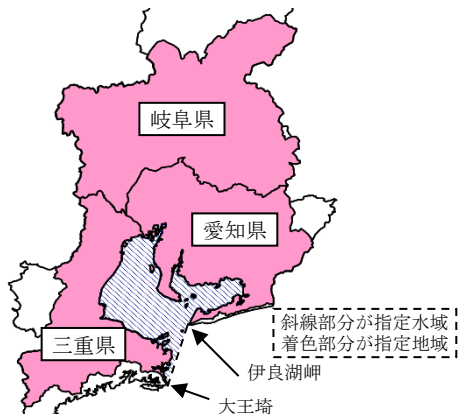 岐阜県
愛知県
三重県
斜線部分が指定水域
着色部分が指定地域
伊良湖岬
大王埼